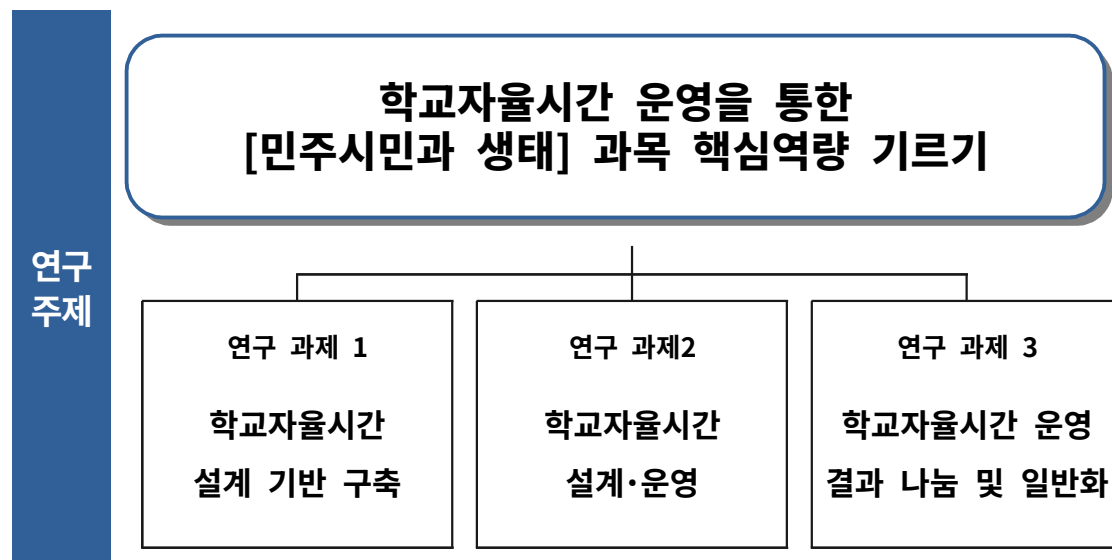 연구
주제
학교자율시간 운영을 통한
[민주시민과 생태] 과목 핵심역량 기르기
연구 과제 1
학교자율시간
설계 기반 구축
연구 과제2
학교자율시간
설계·운영
연구 과제 3
학교자율시간 운영
결과 나눔 및 일반화